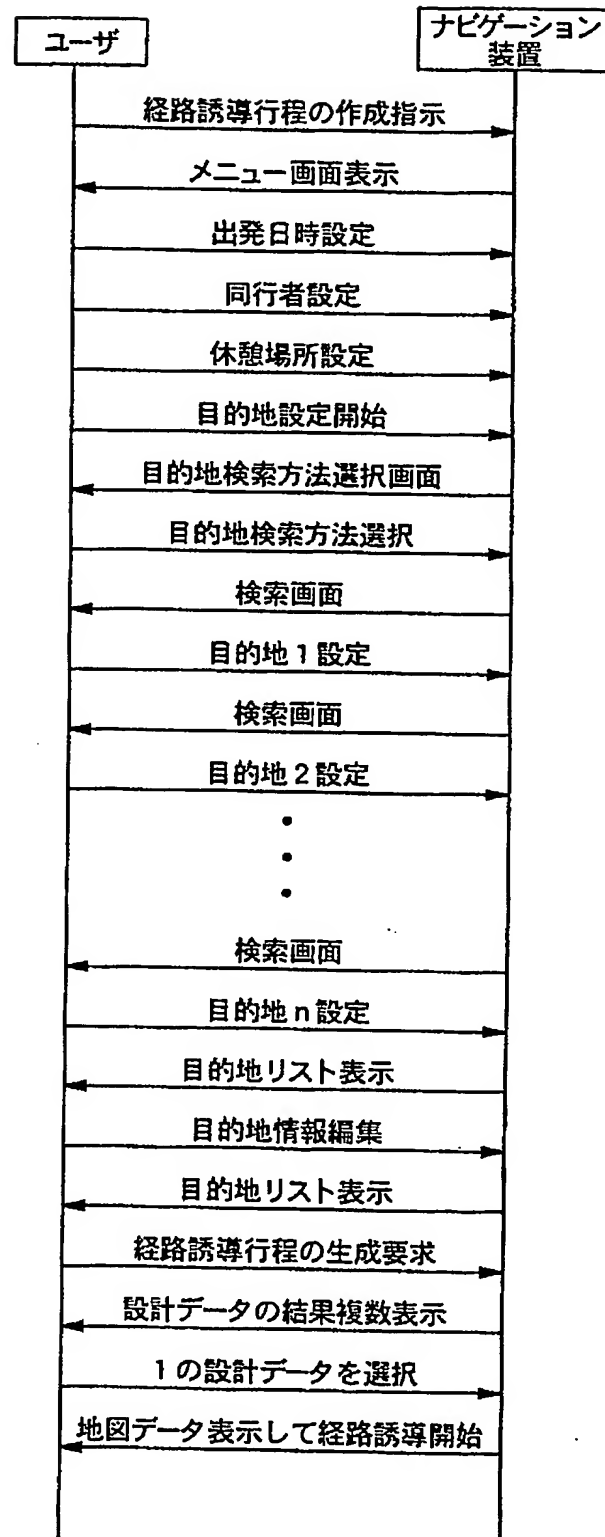 ユーザ
ナビゲーション
装置
経路誘導行程の作成指示
メニュー画面表示
出発日時設定
同行者設定
休憩場所設定
目的地設定開始
目的地検索方法選択画面
目的地検索方法選択
検索画面
目的地1設定
検索画面
目的地2設定
検索画面
目的地n設定
目的地リスト表示
目的地情報編集
目的地リスト表示
経路誘導行程の生成要求
設計データの結果複数表示
1の設計データを選択
地図データ表示して経路誘導開始